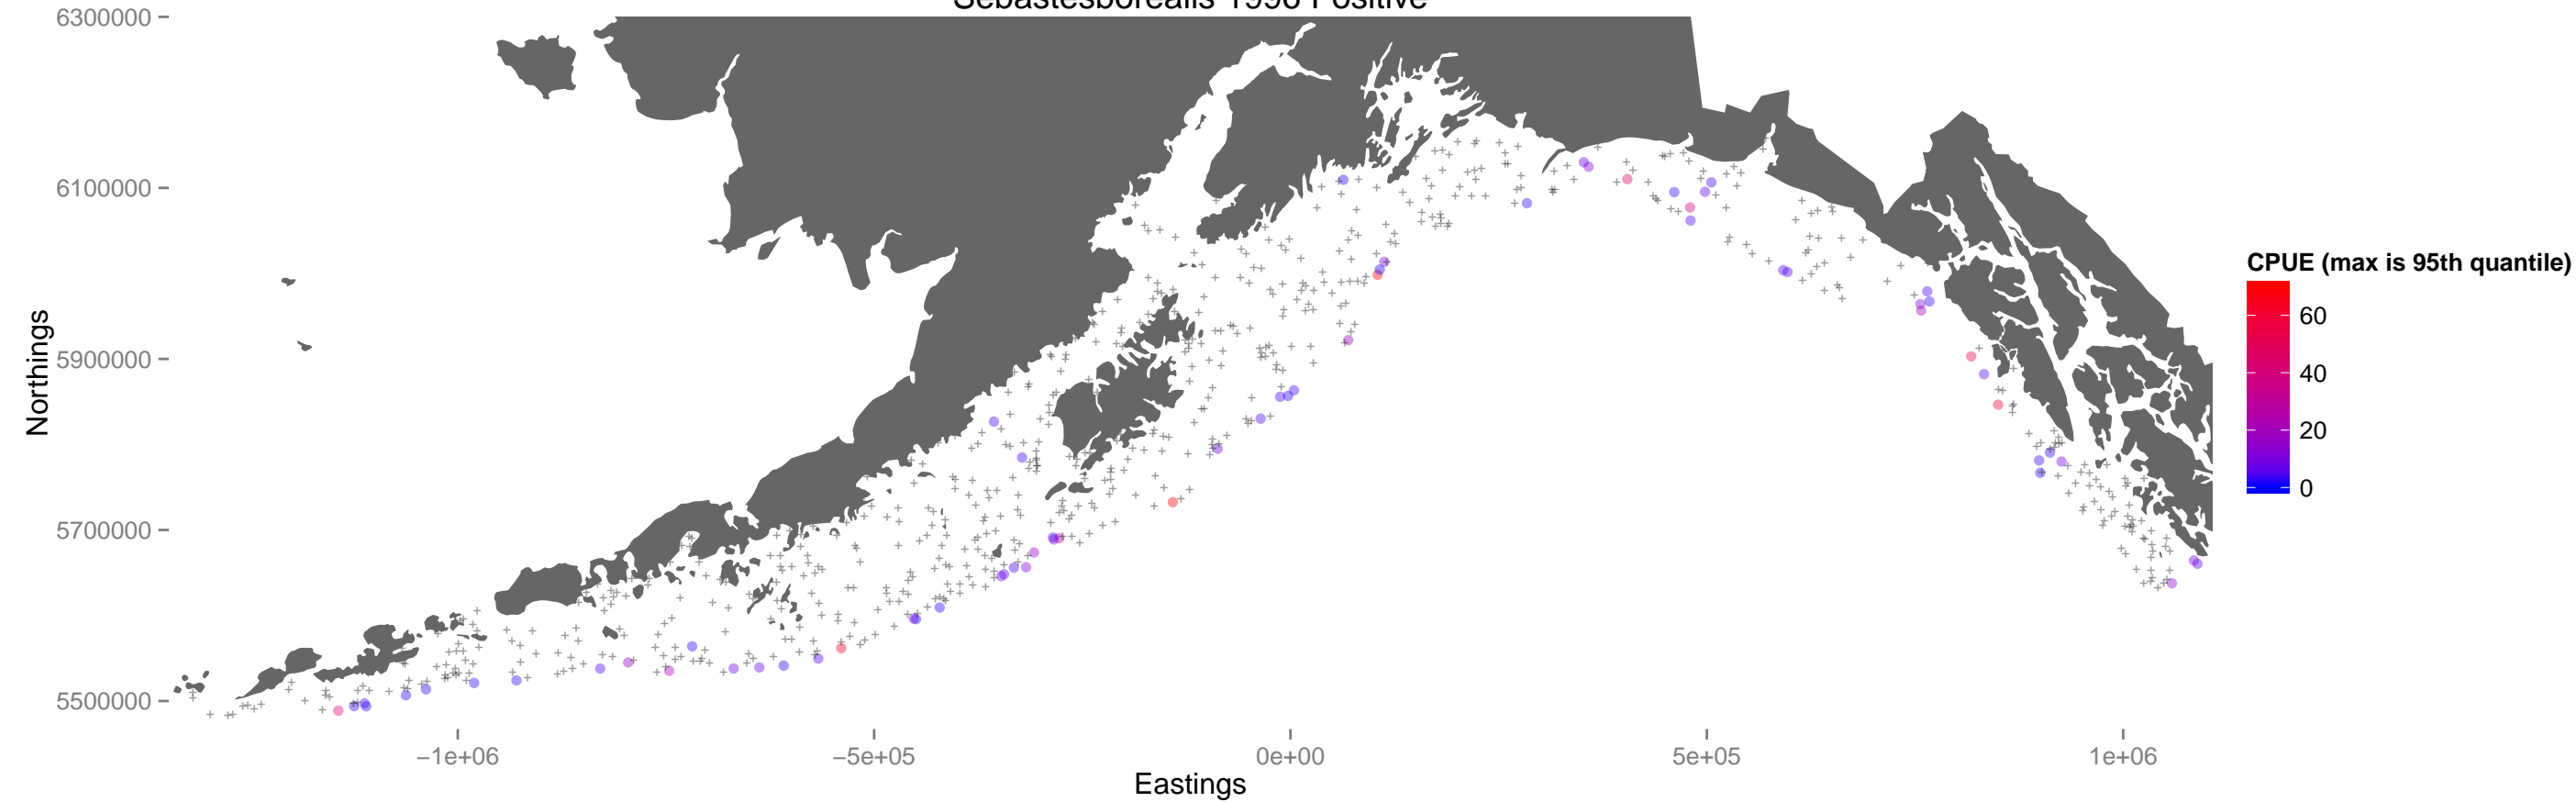 Sebastesborealis 1996 Positive
6300000
6100000
5900000
5700000
5500000
Northings
−1e+06
−5e+05
0e+00
5e+05
1e+06
Eastings
CPUE (max is 95th quantile)
60
40
20
0